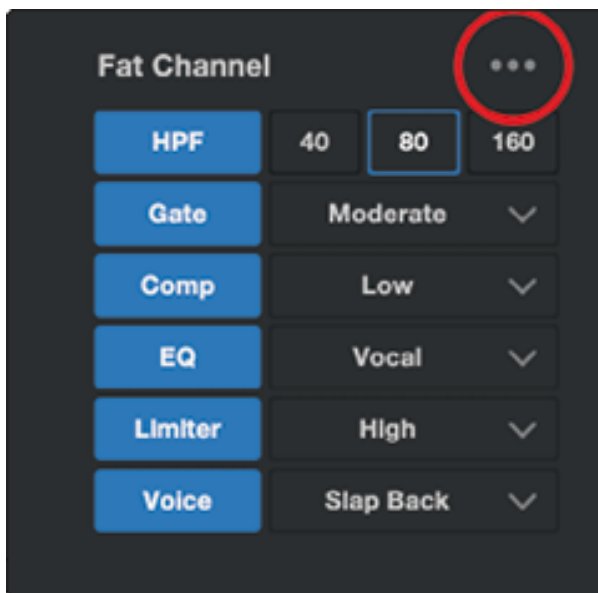 Fat Channel
HPF 40 80 160
Gate Moderate
Comp Low
EQ Vocal
Limiter High
Voice Slap Back